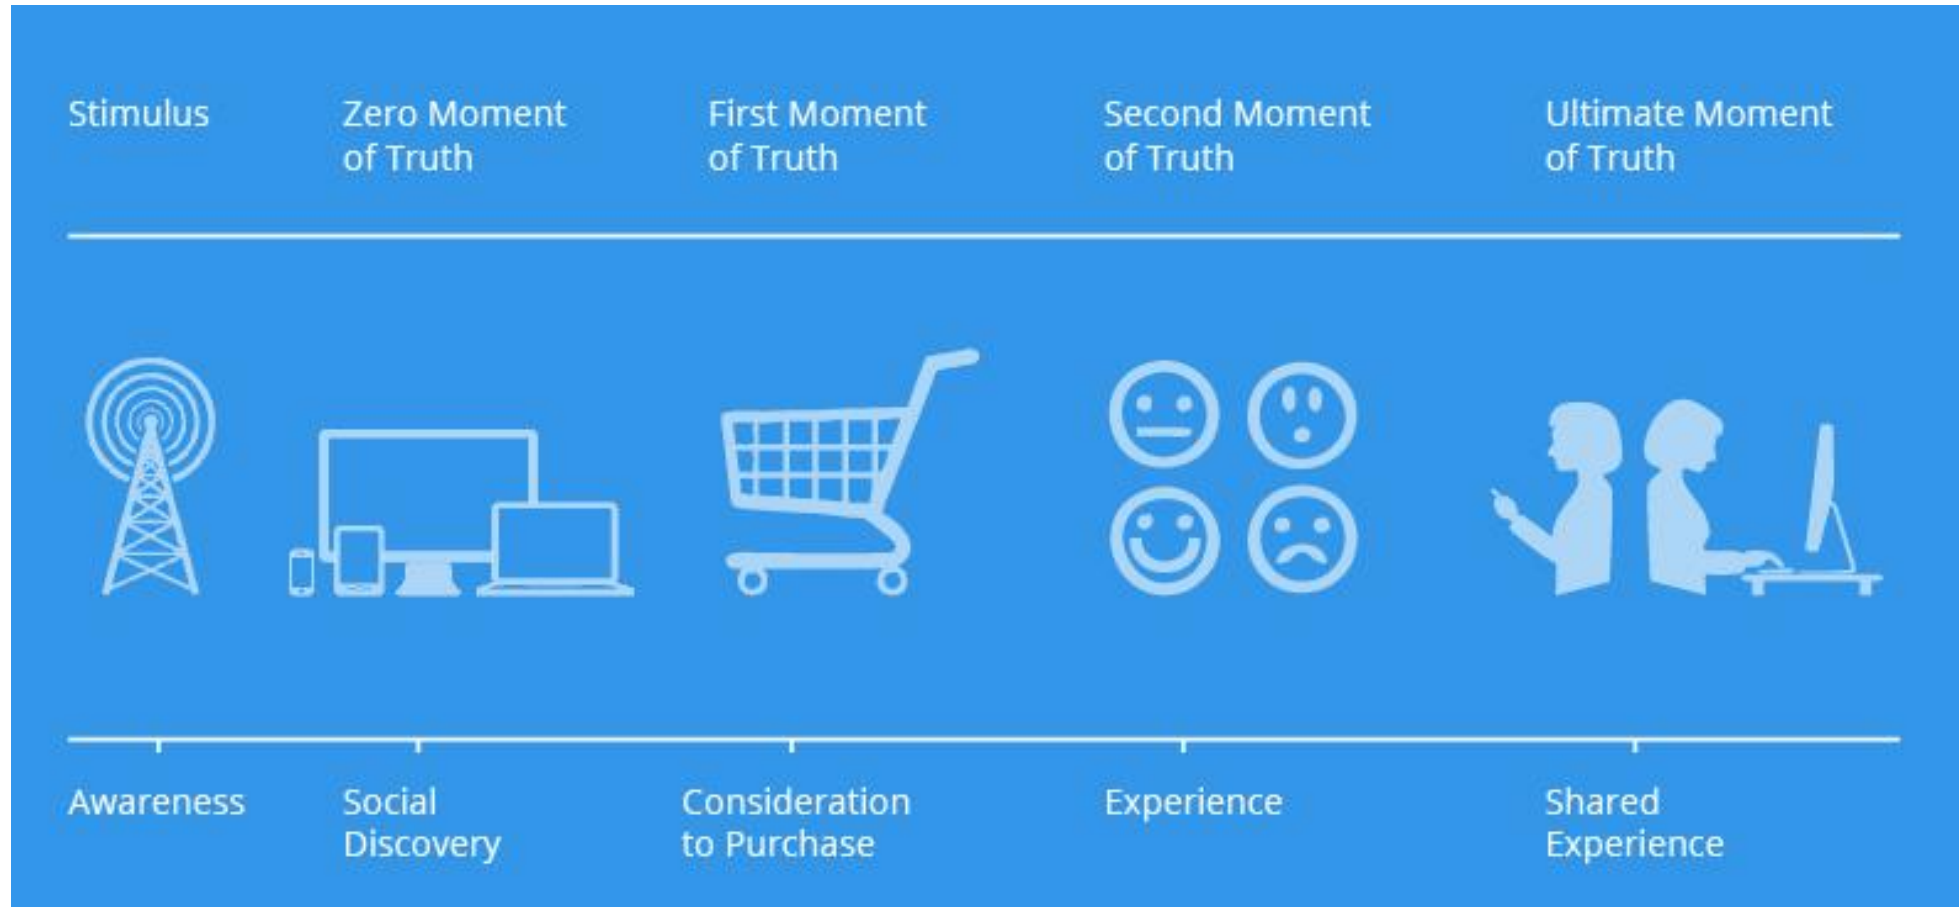 Stimulus
Zero Moment
of Truth
First Moment
of Truth
Second Moment
of Truth
Ultimate Moment
of Truth
Awareness
Social
Discovery
Consideration
to Purchase
Experience
Shared
Experience